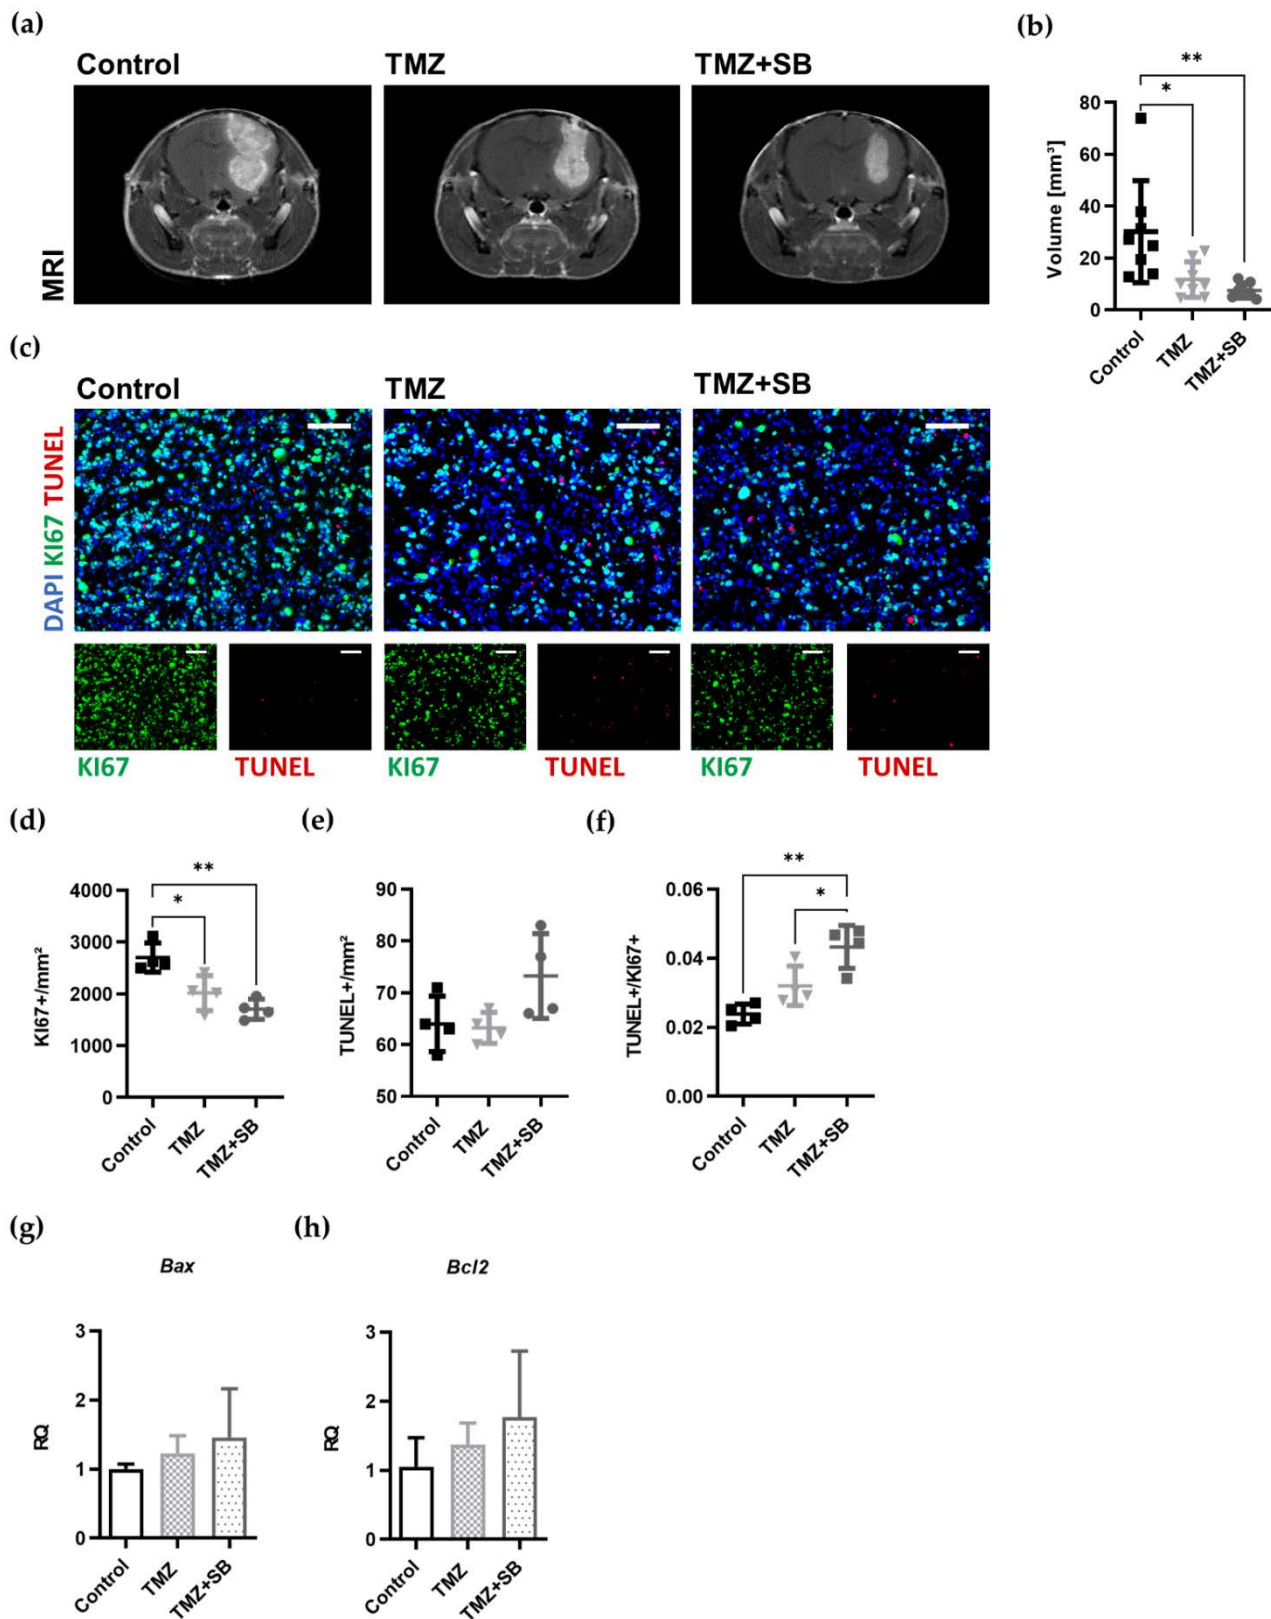 (a)
Control
TMZ
TMZ+SB
MRI
(b)
**
*
80
60
40
20
0
Volume [mm³]
Control
TMZ
TMZ+SB
(c)
Control
TMZ
TMZ+SB
DAPI KI67 TUNEL
KI67
TUNEL
KI67
TUNEL
KI67
TUNEL
(d)
**
*
4000
3000
2000
1000
0
KI67+/mm²
Control
TMZ
TMZ+SB
(e)
90
80
70
60
50
TUNEL+/mm²
Control
TMZ
TMZ+SB
(f)
**
*
0.06
0.04
0.02
0.00
TUNEL+/KI67+
Control
TMZ
TMZ+SB
(g)
Bax
3
2
1
0
RQ
Control
TMZ
TMZ+SB
(h)
Bcl2
3
2
1
0
RQ
Control
TMZ
TMZ+SB